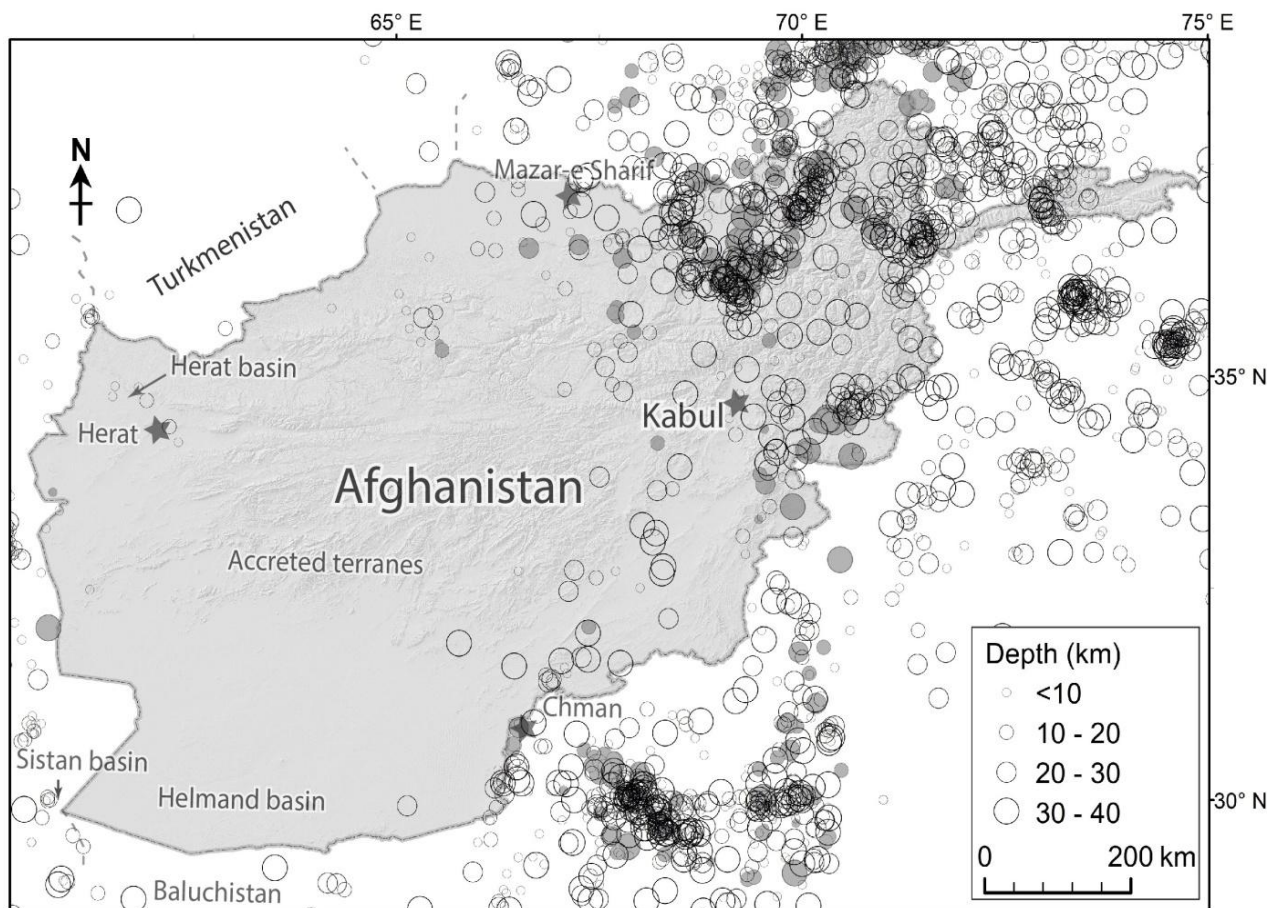 65° E
70° E
75° E
N
Mazar-e Sharif
Turkmenistan
Herat basin
35° N
Herat
Kabul
Afghanistan
Accreted terranes
Depth (km)
<10
10 - 20
20 - 30
30 - 40
0
200 km
Chman
Sistan basin
Helmand basin
30° N
Baluchistan